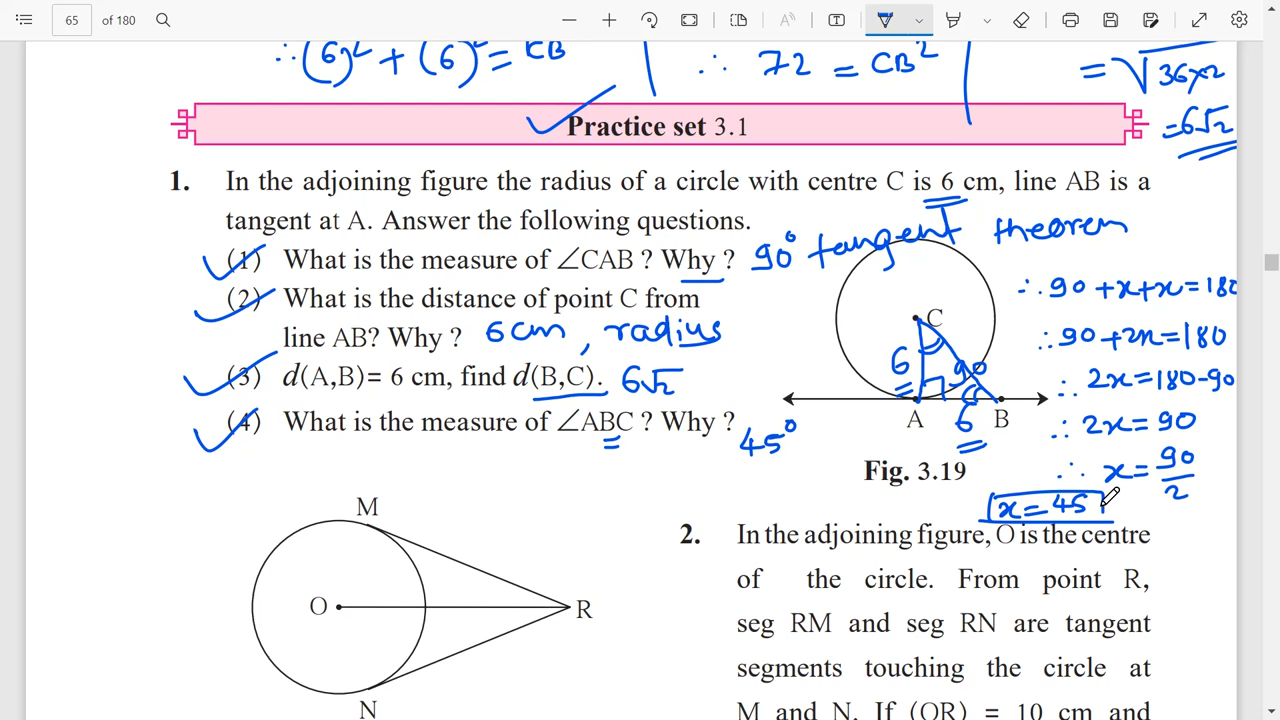 65 of 180
∴(6)² + (6)² = CB
∴ 72 = CB²
= √36×2
= 6√2
Practice set 3.1
1. In the adjoining figure the radius of a circle with centre C is 6 cm, line AB is a
tangent at A. Answer the following questions.
(1) What is the measure of ∠CAB ? Why ? 90° tangent theorem
(2) What is the distance of point C from
line AB? Why ? 6cm, radius
(3) d(A,B)= 6 cm, find d(B,C). 6√2
(4) What is the measure of ∠ABC ? Why ? 45°
C
6
90
A 6 B
Fig. 3.19
∴ 90 + x + x = 180
∴ 90 + 2x = 180
∴ 2x = 180 - 90
∴ 2x = 90
∴ x = 90/2
x = 45
M
O
R
N
2. In the adjoining figure, O is the centre
of the circle. From point R,
seg RM and seg RN are tangent
segments touching the circle at
M and N. If (OR) = 10 cm and